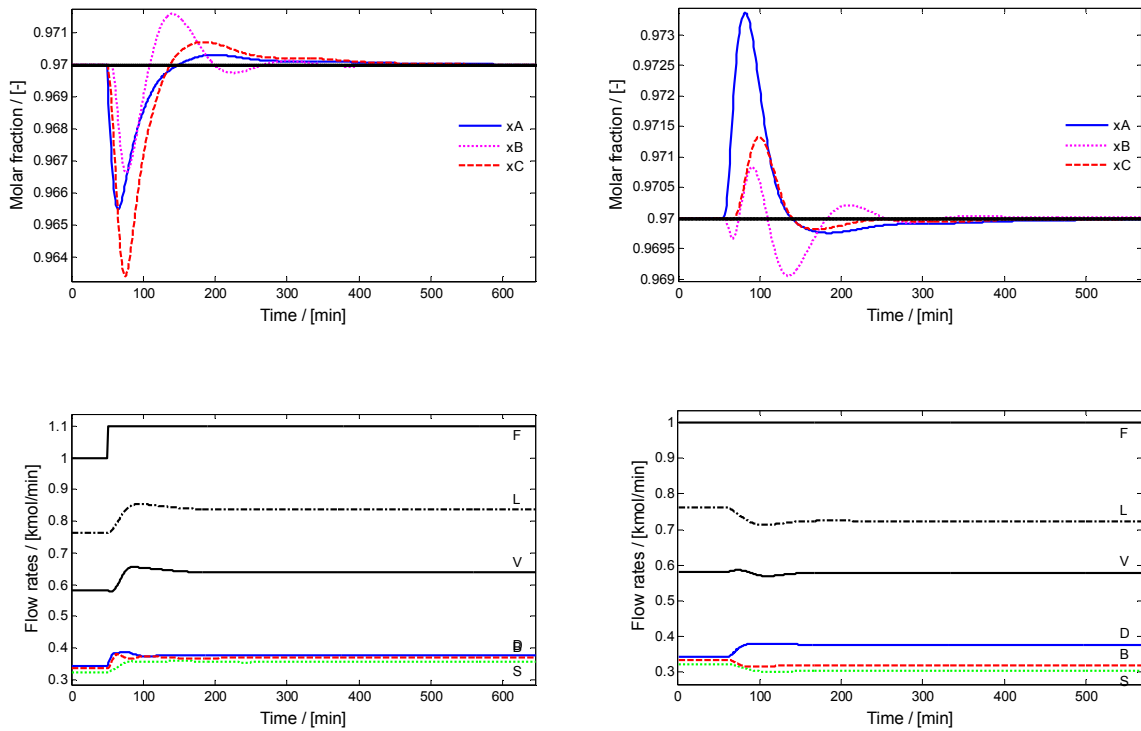 0.971
0.97
0.969
0.968
0.967
0.966
0.965
0.964
Molar fraction / [-]
xA
xB
xC
0 100 200 300 400 500 600
Time / [min]
0.973
0.9725
0.972
0.9715
0.971
0.9705
0.97
0.9695
0.969
Molar fraction / [-]
xA
xB
xC
0 100 200 300 400 500
Time / [min]
1.1
1
0.9
0.8
0.7
0.6
0.5
0.4
0.3
Flow rates / [kmol/min]
F
L
V
D
B
S
0 100 200 300 400 500 600
Time / [min]
1
0.9
0.8
0.7
0.6
0.5
0.4
0.3
Flow rates / [kmol/min]
F
L
V
D
B
S
0 100 200 300 400 500
Time / [min]